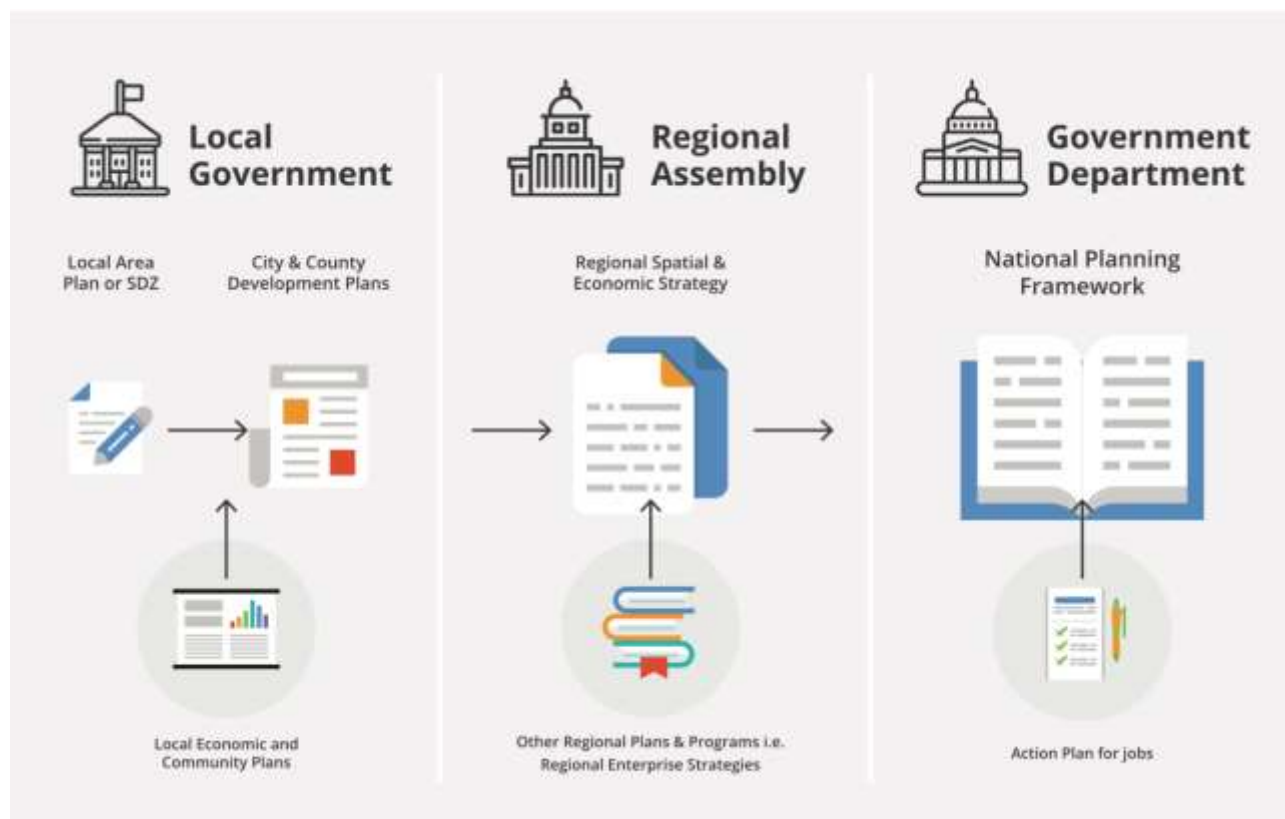 Local
Government
Regional
Assembly
Government
Department
Local Area
Plan or SDZ
City & County
Development Plans
Regional Spatial &
Economic Strategy
National Planning
Framework
Local Economic and
Community Plans
Other Regional Plans & Programs i.e.
Regional Enterprise Strategies
Action Plan for jobs